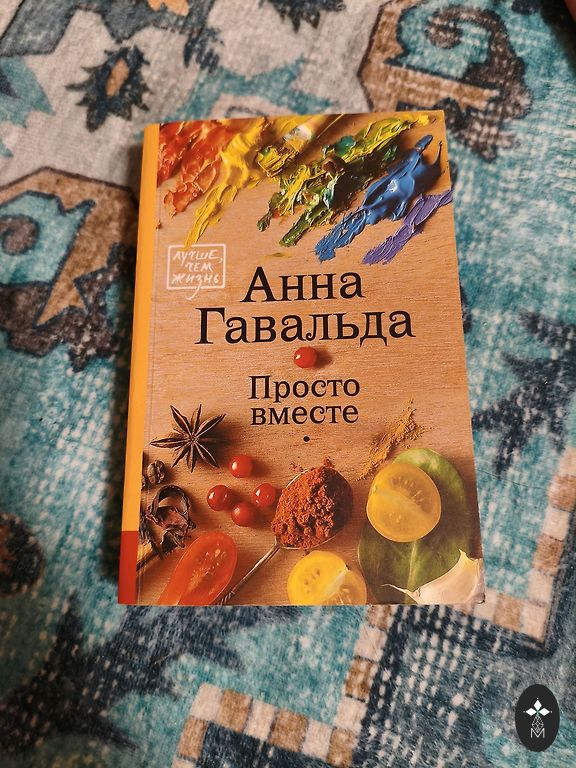 ЛУЧШЕ,
ЧЕМ
ЖИЗНЬ
Анна
Гавальда
Просто
вместе